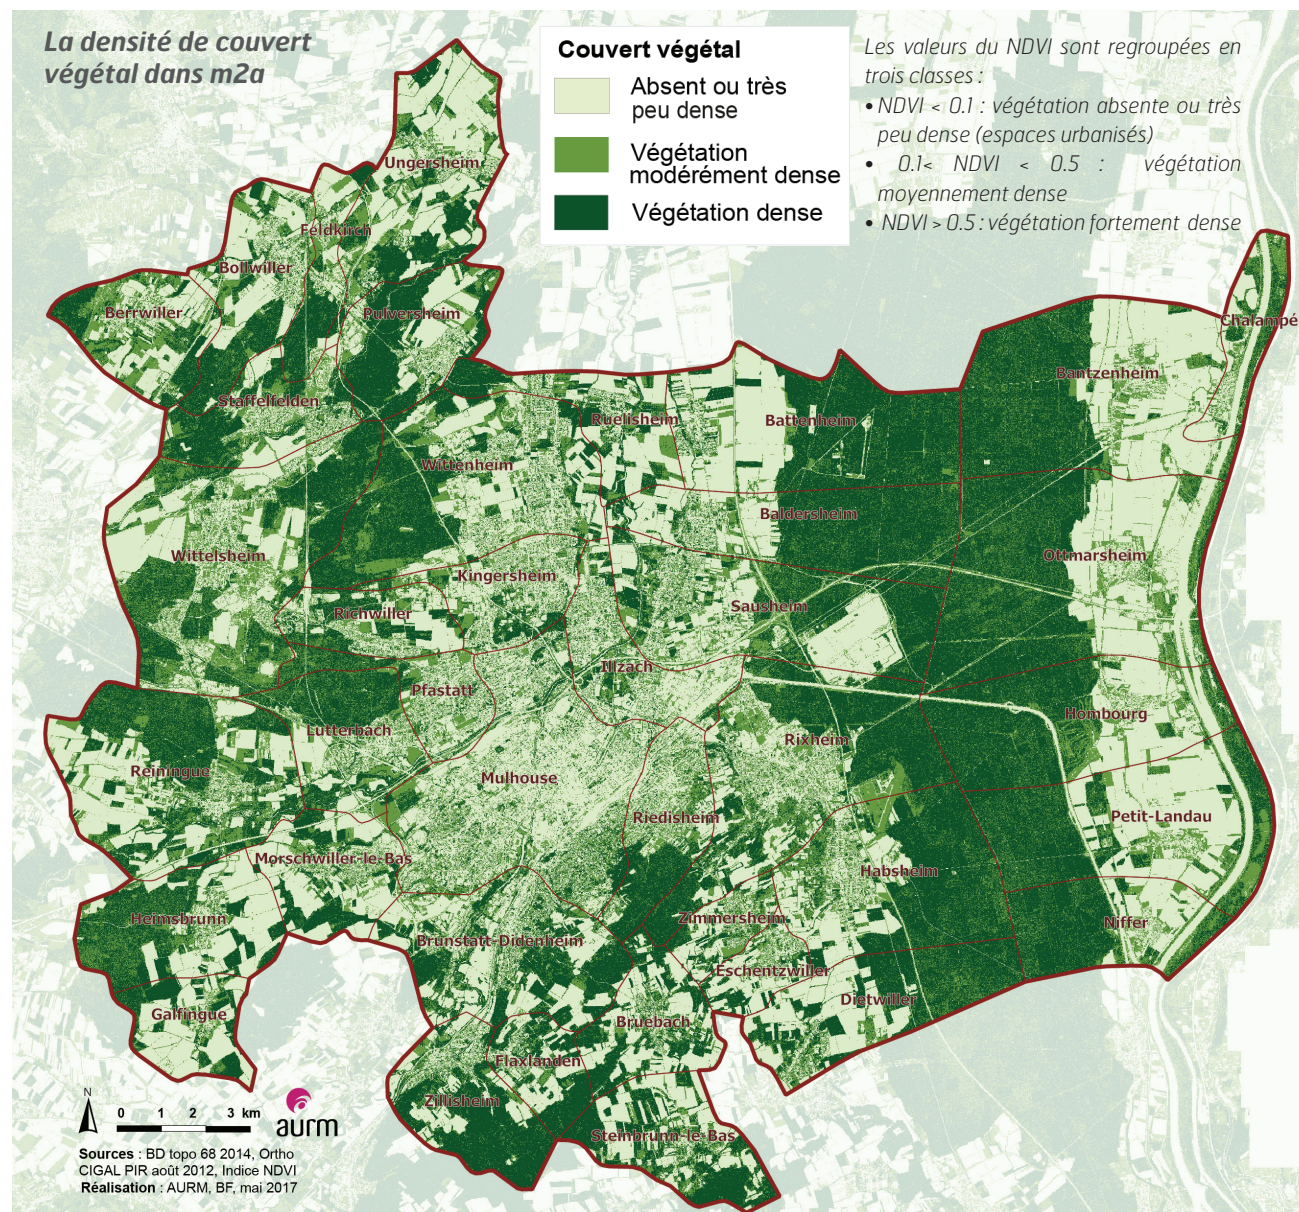 La densité de couvert
végétal dans m2a
Couvert végétal
Absent ou très
peu dense
Végétation
modérément dense
Végétation dense
Les valeurs du NDVI sont regroupées en
trois classes :
• NDVI < 0.1 : végétation absente ou très
peu dense (espaces urbanisés)
• 0.1< NDVI < 0.5 : végétation
moyennement dense
• NDVI > 0.5 : végétation fortement dense
Ungersheim
Feldkirch
Bollwiller
Berrwiller
Pulversheim
Chalampé
Bantzenheim
Staffelfelden
Ruelisheim
Battenheim
Wittenheim
Baldersheim
Wittelsheim
Ottmarsheim
Kingersheim
Richwiller
Sausheim
Illzach
Pfastatt
Hombourg
Lutterbach
Rixheim
Reiningue
Mulhouse
Riedisheim
Petit-Landau
Morschwiller-le-Bas
Habsheim
Heimsbrunn
Zimmersheim
Niffer
Brunstatt-Didenheim
Eschentzwiller
Dietwiller
Galfingue
Bruebach
Flaxlanden
Zillisheim
Steinbrunn-le-Bas
N
0 1 2 3 km
aurm
Sources : BD topo 68 2014, Ortho
CIGAL PIR août 2012, Indice NDVI
Réalisation : AURM, BF, mai 2017